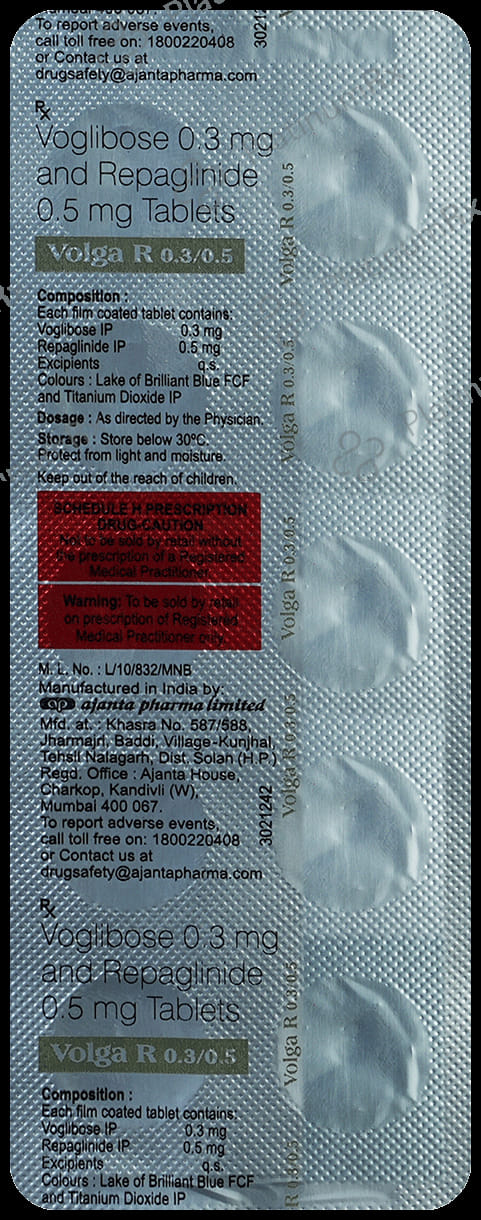 To report adverse events,
call toll free on: 1800220408
or Contact us at
drugsafety@ajantapharma.com
30212
Rx
Voglibose 0.3 mg
and Repaglinide
0.5 mg Tablets
Volga R 0.3/0.5
Composition :
Each film coated tablet contains:
Voglibose IP 0.3 mg
Repaglinide IP 0.5 mg
Excipients q.s.
Colours : Lake of Brilliant Blue FCF
and Titanium Dioxide IP
Dosage : As directed by the Physician.
Storage : Store below 30°C.
Protect from light and moisture.
Keep out of the reach of children.
SCHEDULE H PRESCRIPTION
DRUG-CAUTION
Not to be sold by retail without
the prescription of a Registered
Medical Practitioner.
Warning: To be sold by retail
on prescription of Registered
Medical Practitioner only.
M. L. No. : L/10/832/MNB
Manufactured in India by:
ap ajanta pharma limited
Mfd. at. : Khasra No. 587/588,
Jharmajri, Baddi, Village-Kunjhal,
Tehsil Nalagarh, Dist. Solan (H.P.)
Regd. Office : Ajanta House,
Charkop, Kandivli (W),
Mumbai 400 067.
To report adverse events,
call toll free on: 1800220408
or Contact us at
drugsafety@ajantapharma.com
3021242
Rx
Voglibose 0.3 mg
and Repaglinide
0.5 mg Tablets
Volga R 0.3/0.5
Composition :
Each film coated tablet contains:
Voglibose IP 0.3 mg
Repaglinide IP 0.5 mg
Excipients q.s.
Colours : Lake of Brilliant Blue FCF
and Titanium Dioxide IP
Volga R 0.3/0.5
Volga R 0.3/0.5
Volga R 0.3/0.5
Volga R 0.3/0.5
Volga R 0.3/0.5
R 0.3/0.5